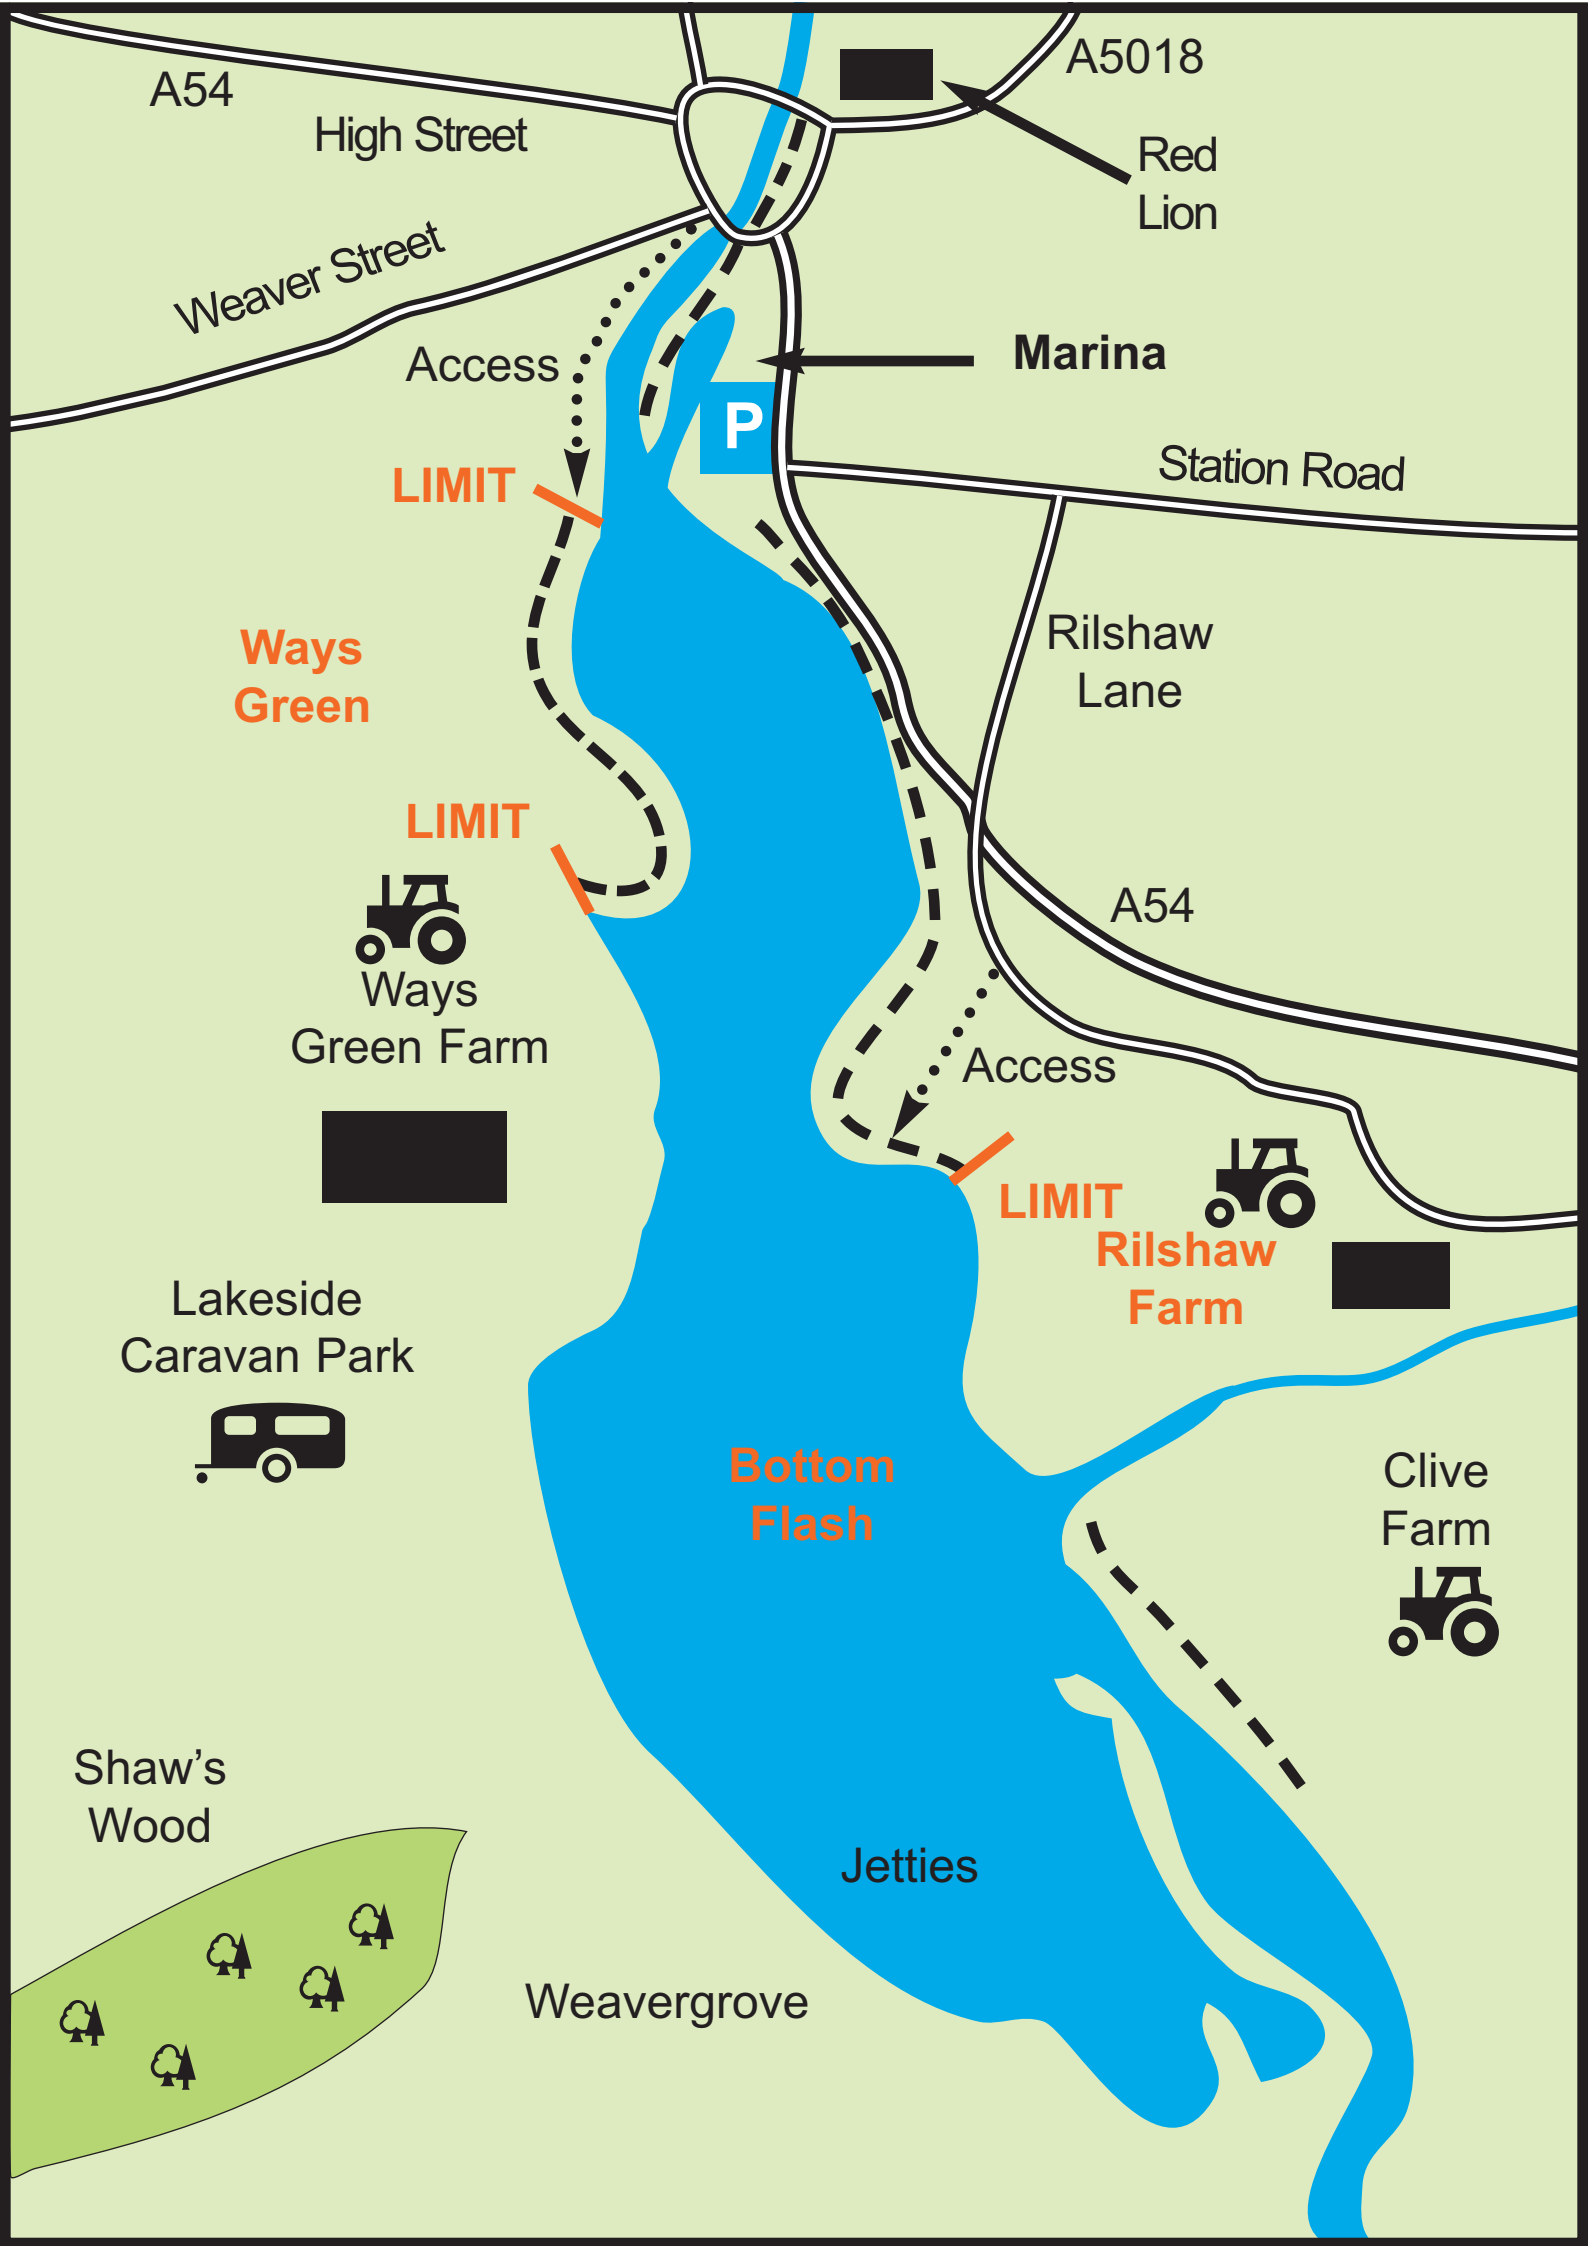 A5018
A54
High Street
Red
Lion
Weaver Street
Access
Marina
P
LIMIT
Station Road
Ways
Green
Rilshaw
Lane
LIMIT
A54
Ways
Green Farm
Access
LIMIT
Rilshaw
Farm
Lakeside
Caravan Park
Bottom
Flash
Clive
Farm
Shaw’s
Wood
Jetties
Weavergrove